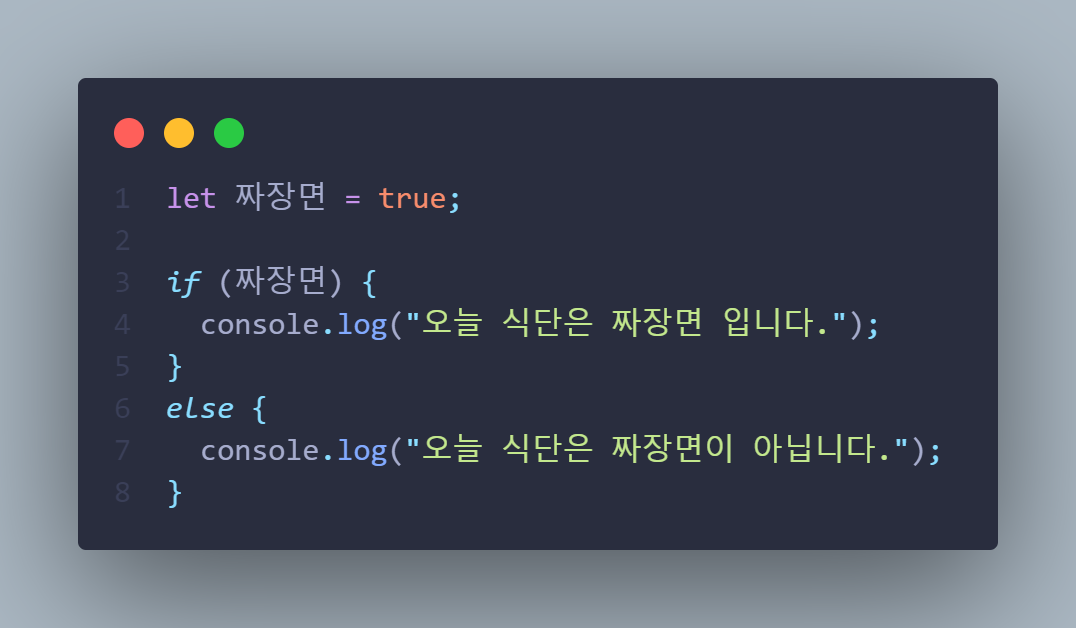 1 let 짜장면 = true;
2
3 if (짜장면) {
4   console.log("오늘 식단은 짜장면 입니다.");
5 }
6 else {
7   console.log("오늘 식단은 짜장면이 아닙니다.");
8 }